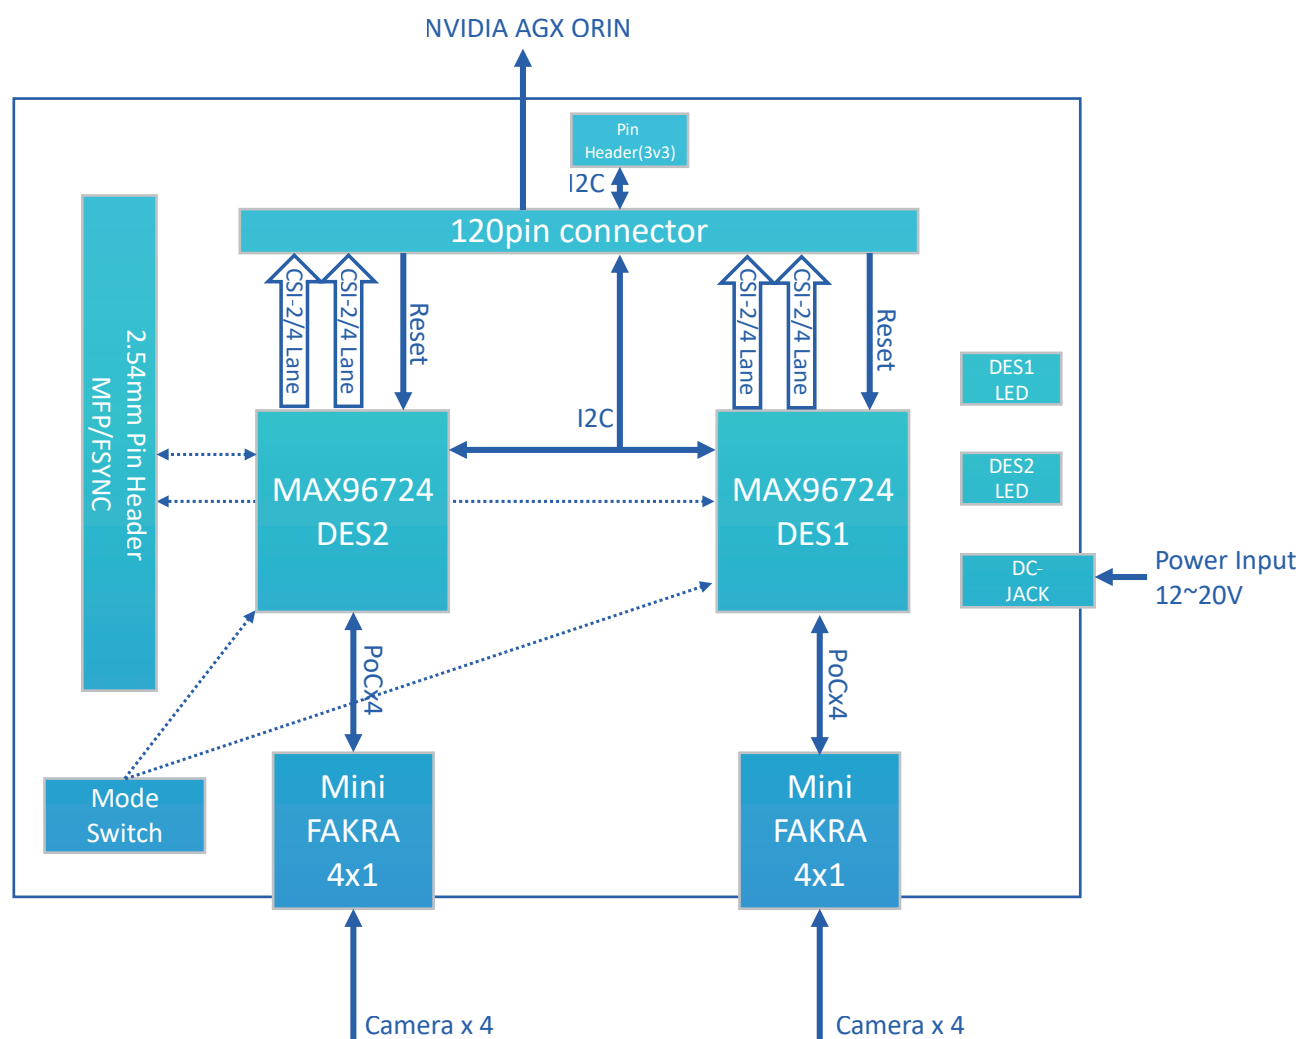 NVIDIA AGX ORIN
Pin
Header(3v3)
I2C
120pin connector
CSI-2/4 Lane
CSI-2/4 Lane
Reset
CSI-2/4 Lane
CSI-2/4 Lane
Reset
2.54mm Pin Header
MFP/FSYNC
I2C
DES1
LED
DES2
LED
MAX96724
DES2
MAX96724
DES1
DC-
JACK
Power Input
12~20V
PoCx4
PoCx4
Mode
Switch
Mini
FAKRA
4x1
Mini
FAKRA
4x1
Camera x 4
Camera x 4